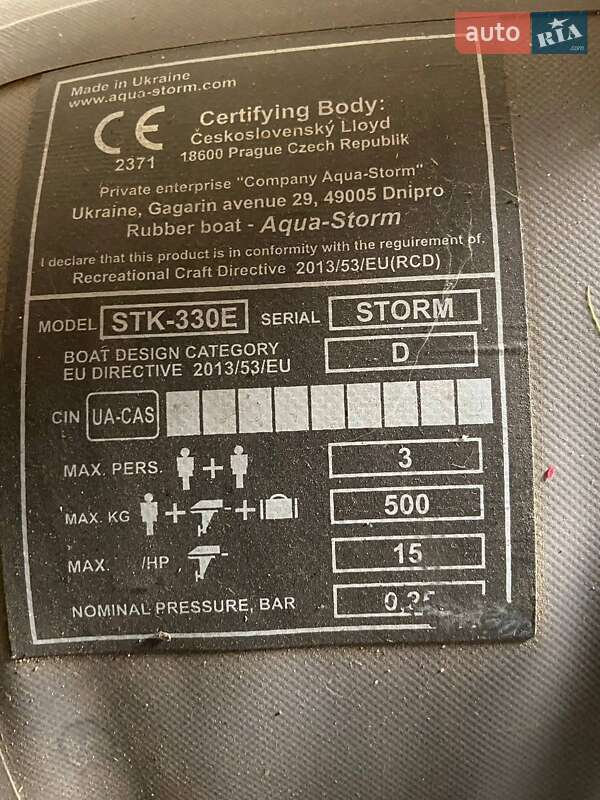 auto RIA.com
Made in Ukraine
www.aqua-storm.com
CE
2371
Certifying Body:
Československý Lloyd
18600 Prague Czech Republik
Private enterprise "Company Aqua-Storm"
Ukraine, Gagarin avenue 29, 49005 Dnipro
Rubber boat - Aqua-Storm
I declare that this product is in conformity with the reguirement of
Recreational Craft Directive 2013/53/EU(RCD)
MODEL STK-330E SERIAL STORM
BOAT DESIGN CATEGORY
EU DIRECTIVE 2013/53/EU D
CIN UA-CAS
MAX. PERS. + 3
MAX. KG + + 500
MAX. /HP 15
NOMINAL PRESSURE, BAR